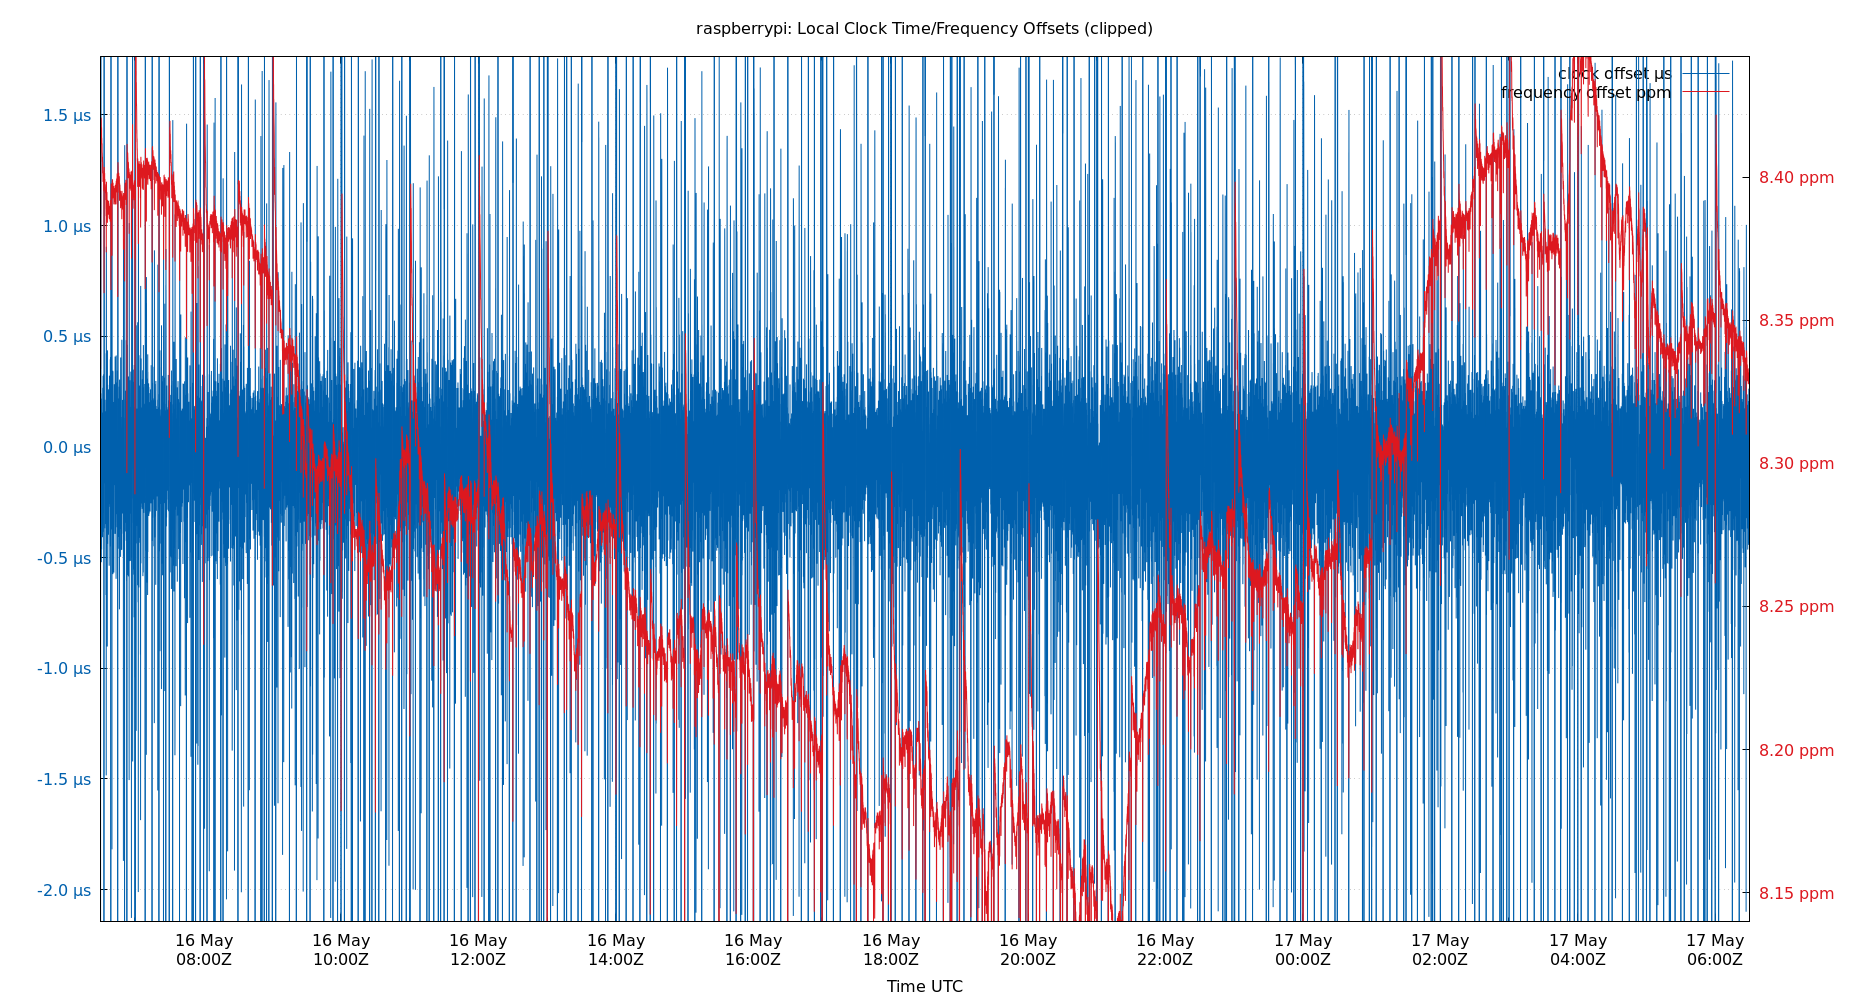 raspberrypi: Local Clock Time/Frequency Offsets (clipped)
clock offset µs
frequency offset ppm
1.5 µs
1.0 µs
0.5 µs
0.0 µs
-0.5 µs
-1.0 µs
-1.5 µs
-2.0 µs
8.40 ppm
8.35 ppm
8.30 ppm
8.25 ppm
8.20 ppm
8.15 ppm
16 May 16 May 16 May 16 May 16 May 16 May 16 May 16 May 17 May 17 May 17 May 17 May
08:00Z 10:00Z 12:00Z 14:00Z 16:00Z 18:00Z 20:00Z 22:00Z 00:00Z 02:00Z 04:00Z 06:00Z
Time UTC